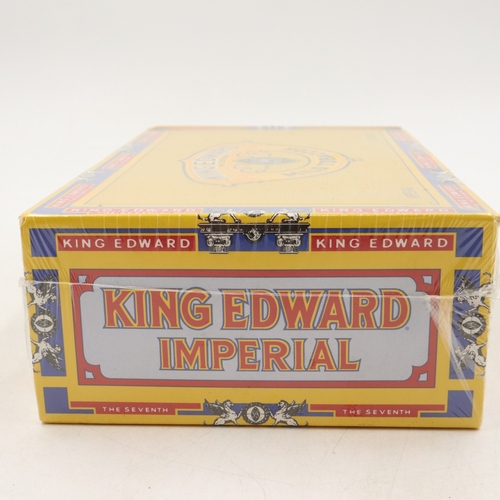 KING EDWARD KING EDWARD
KING EDWARD
IMPERIAL
THE SEVENTH THE SEVENTH